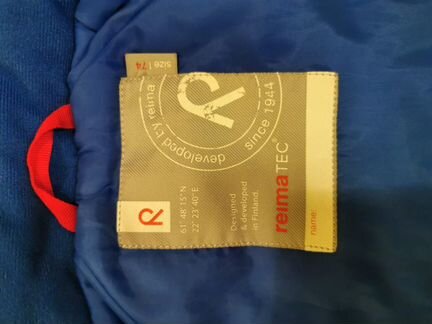 size | 74
developed by reima
since 1944
61° 48' 15" N
22° 23' 40" E
Designed
& developed
in Finland.
reimaTEC®
name: